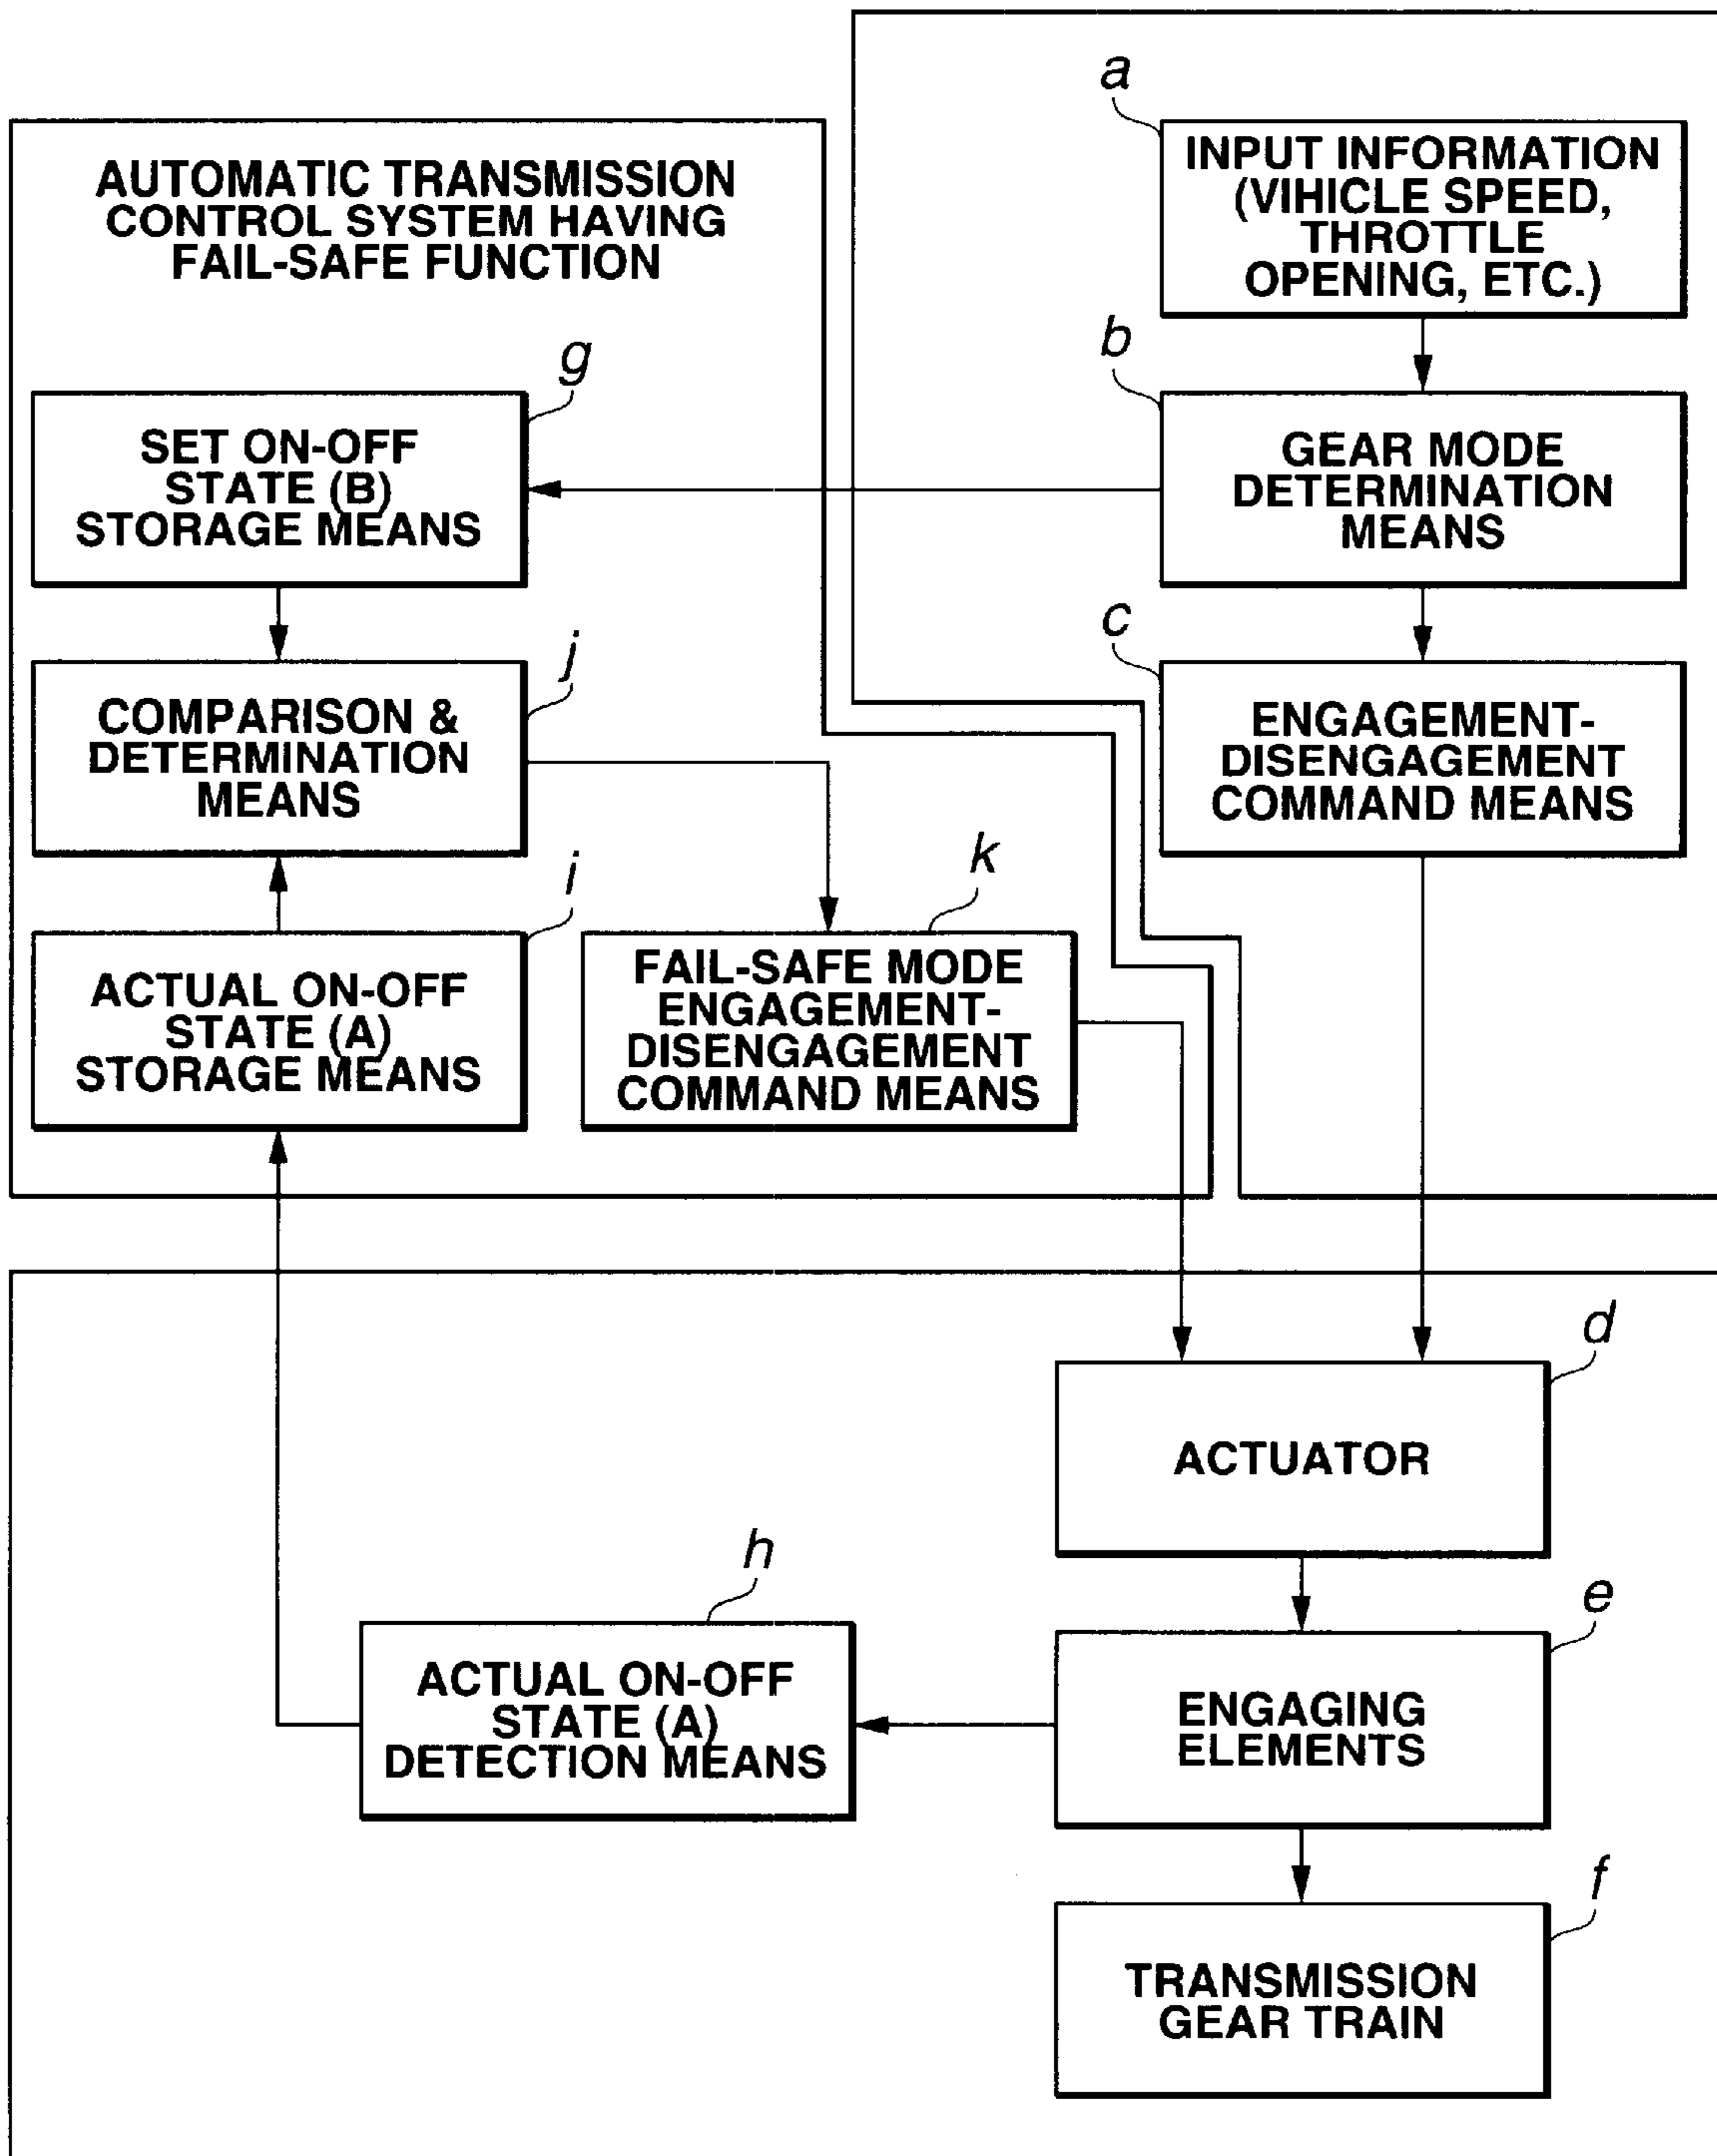 a
INPUT INFORMATION
(VIHICLE SPEED,
THROTTLE
OPENING, ETC.)
AUTOMATIC TRANSMISSION
CONTROL SYSTEM HAVING
FAIL-SAFE FUNCTION
b
GEAR MODE
DETERMINATION
MEANS
g
SET ON-OFF
STATE (B)
STORAGE MEANS
c
ENGAGEMENT-
DISENGAGEMENT
COMMAND MEANS
j
COMPARISON &
DETERMINATION
MEANS
i
ACTUAL ON-OFF
STATE (A)
STORAGE MEANS
k
FAIL-SAFE MODE
ENGAGEMENT-
DISENGAGEMENT
COMMAND MEANS
d
ACTUATOR
h
ACTUAL ON-OFF
STATE (A)
DETECTION MEANS
e
ENGAGING
ELEMENTS
f
TRANSMISSION
GEAR TRAIN